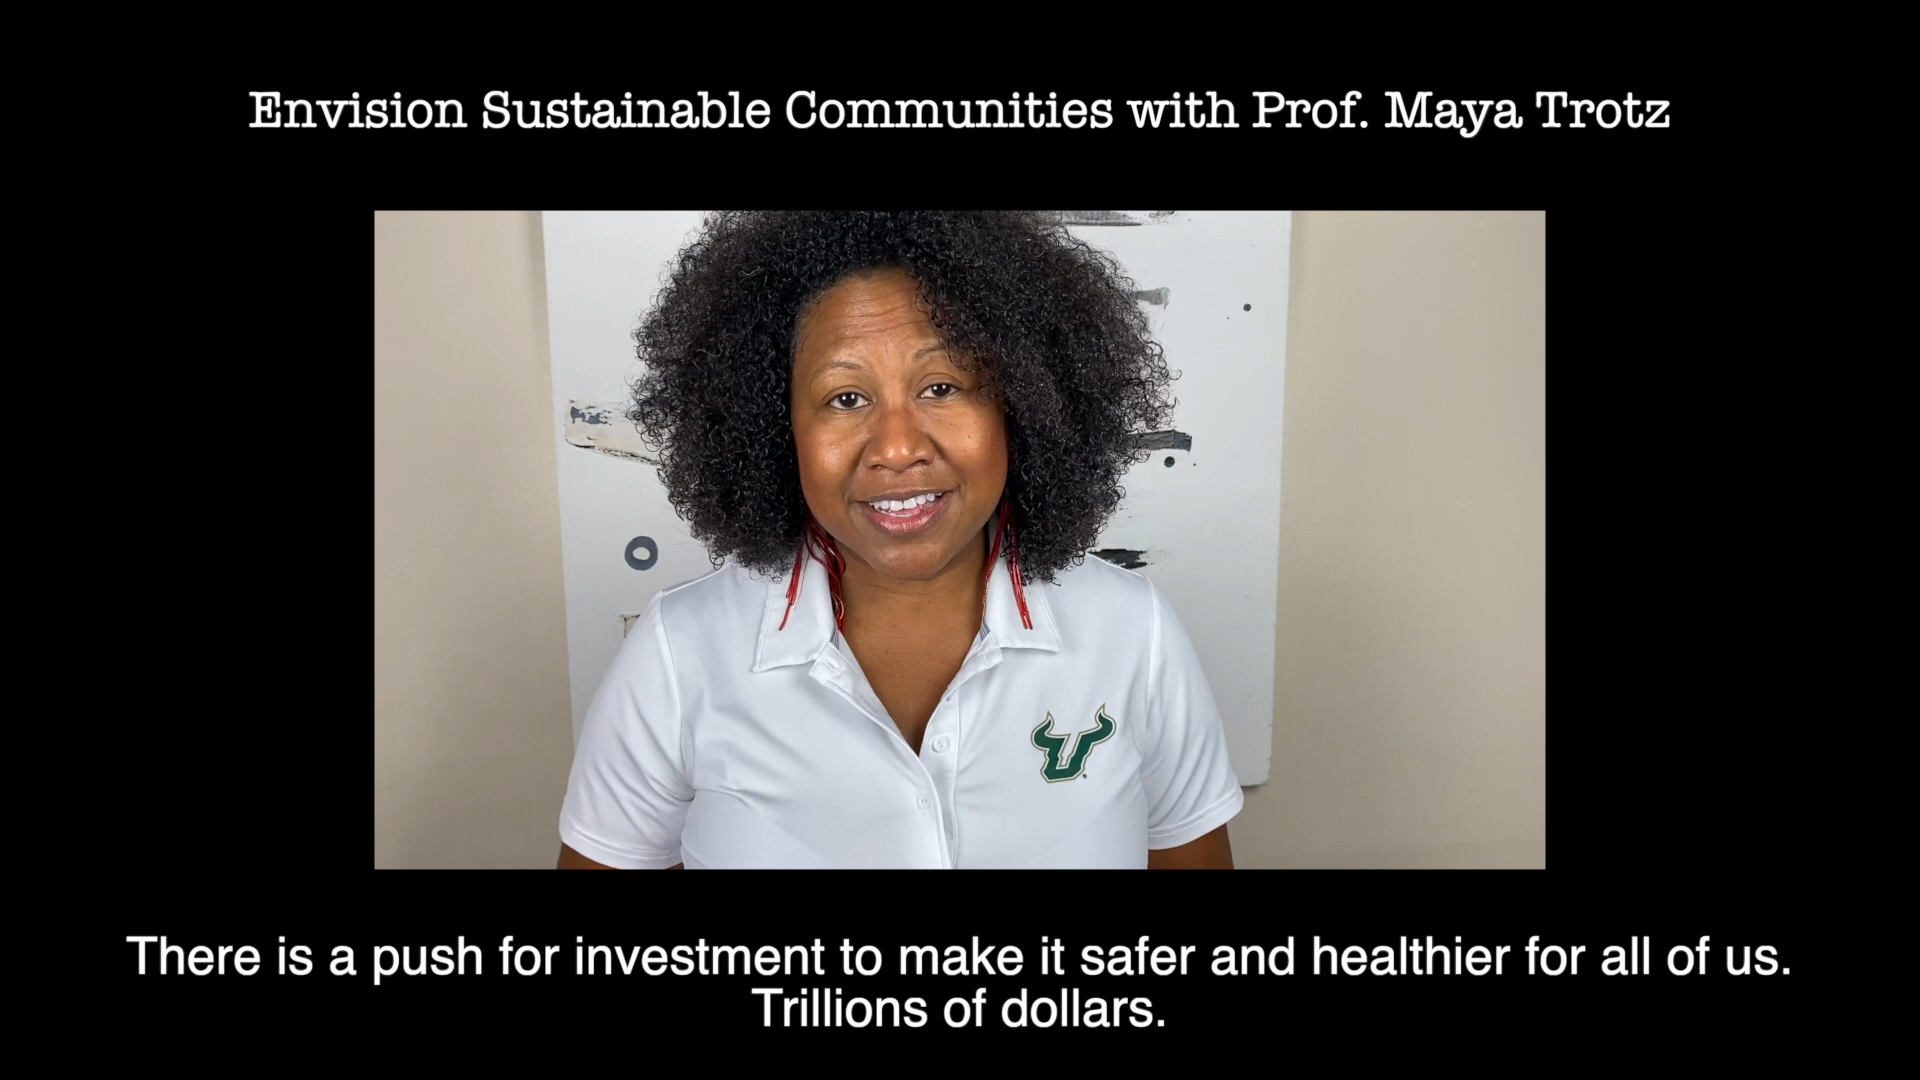 Envision Sustainable Communities with Prof. Maya Trotz
There is a push for investment to make it safer and healthier for all of us.
Trillions of dollars.